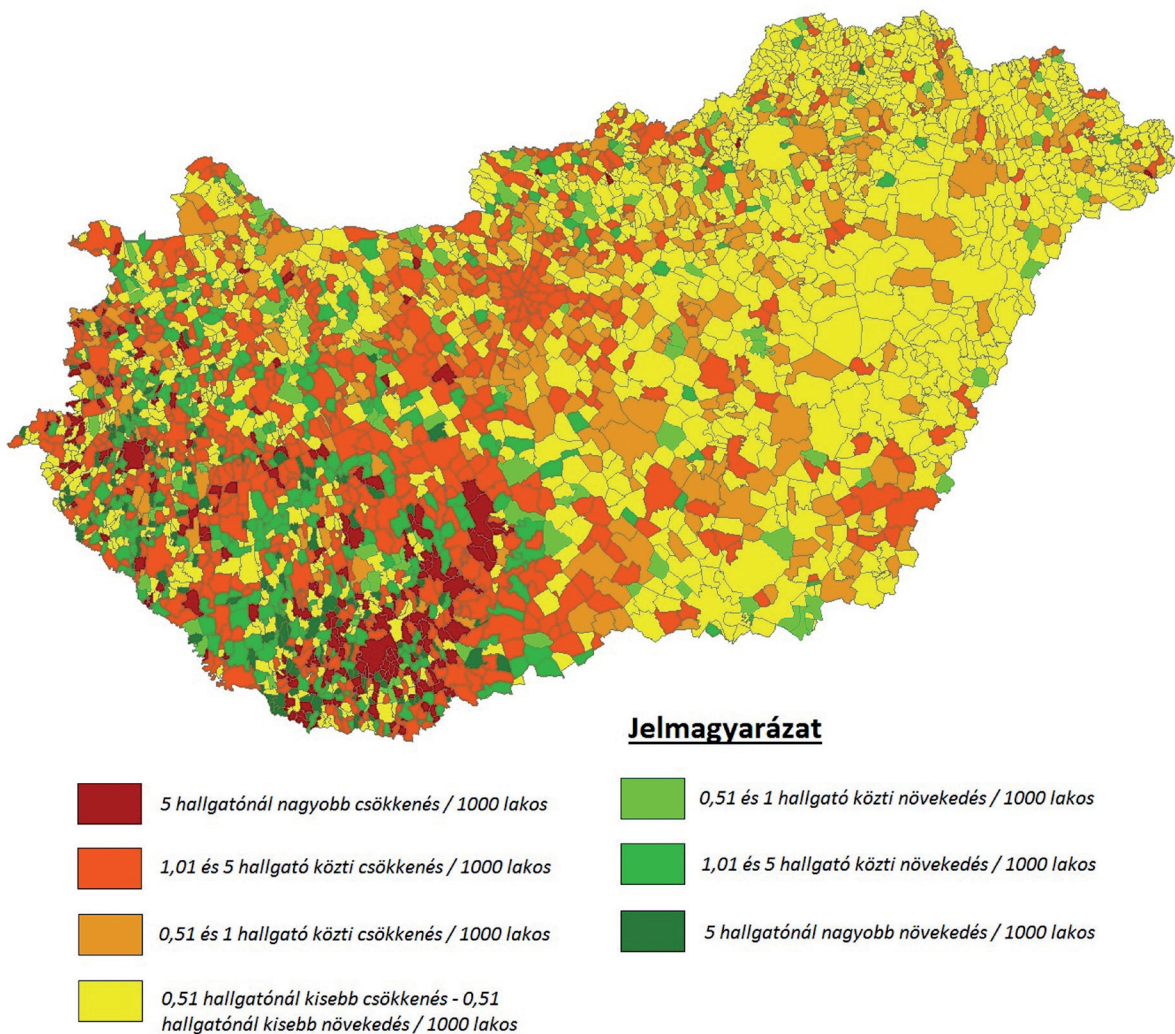 Jelmagyarázat
5 hallgatónál nagyobb csökkenés / 1000 lakos
1,01 és 5 hallgató közti csökkenés / 1000 lakos
0,51 és 1 hallgató közti csökkenés / 1000 lakos
0,51 hallgatónál kisebb csökkenés - 0,51
hallgatónál kisebb növekedés / 1000 lakos
0,51 és 1 hallgató közti növekedés / 1000 lakos
1,01 és 5 hallgató közti növekedés / 1000 lakos
5 hallgatónál nagyobb növekedés / 1000 lakos